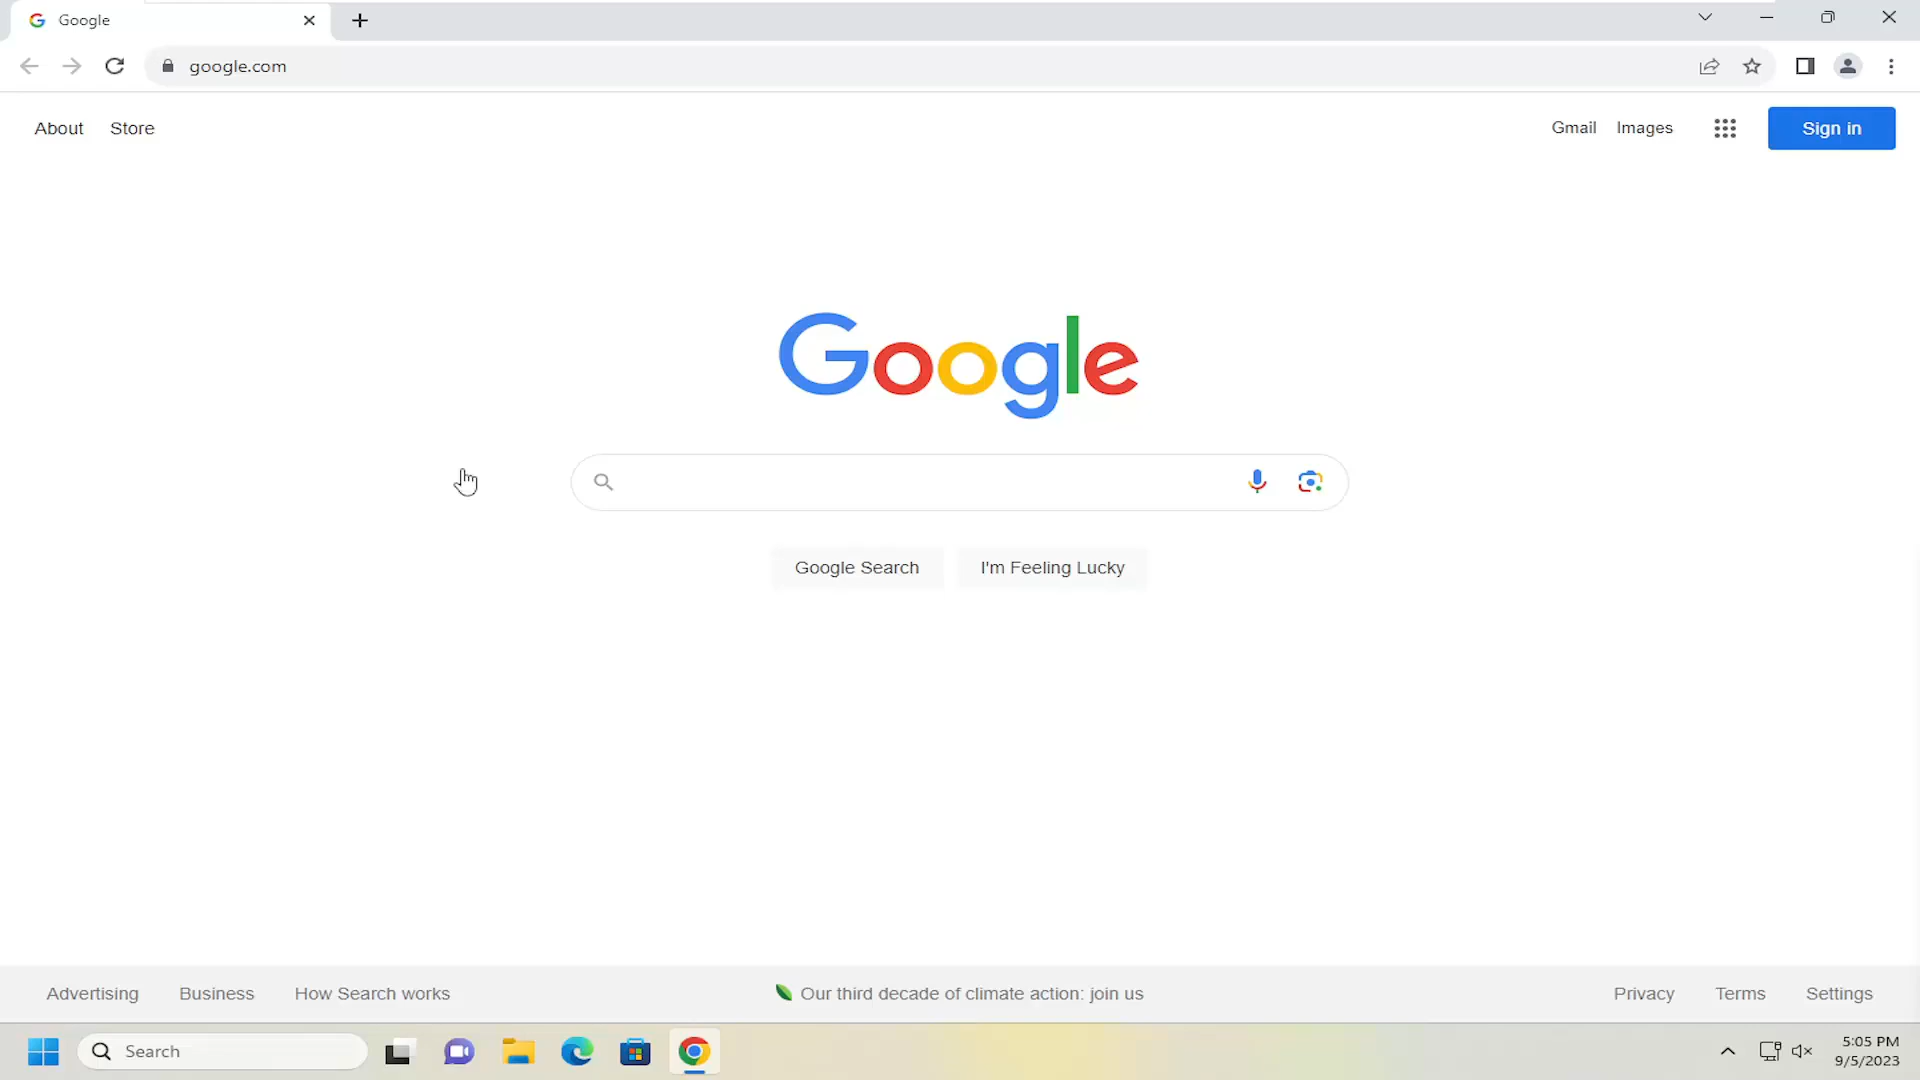 Google
google.com
About Store Gmail Images Sign in
Google
Google Search I'm Feeling Lucky
Advertising Business How Search works Our third decade of climate action: join us Privacy Terms Settings
Search 5:05 PM
9/5/2023